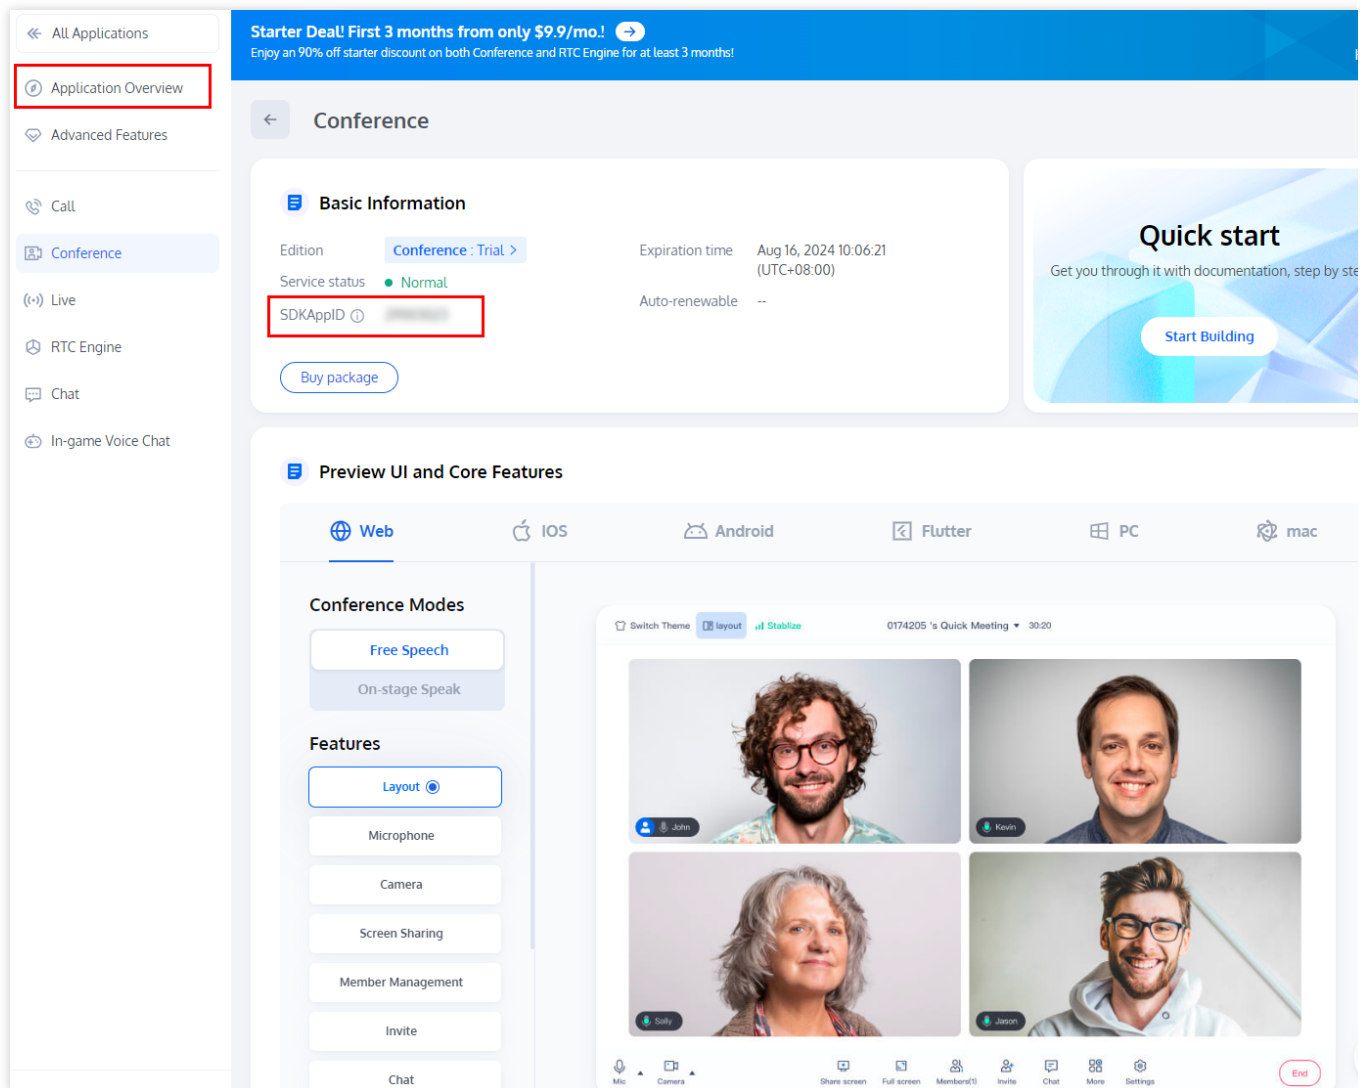 All Applications
Application Overview
Advanced Features
Call
Conference
Live
RTC Engine
Chat
In-game Voice Chat
Starter Deal! First 3 months from only $9.9/mo.!
Enjoy an 90% off starter discount on both Conference and RTC Engine for at least 3 months!
Conference
Basic Information
Edition
Conference : Trial >
Service status
Normal
SDKAppID
Expiration time
Aug 16, 2024 10:06:21
(UTC+08:00)
Auto-renewable
--
Buy package
Quick start
Get you through it with documentation, step by ste
Start Building
Preview UI and Core Features
Web
IOS
Android
Flutter
PC
mac
Conference Modes
Free Speech
On-stage Speak
Features
Layout
Microphone
Camera
Screen Sharing
Member Management
Invite
Chat
Switch Theme
layout
Stablize
0174205 's Quick Meeting
30:20
John
Kevin
Sally
Jason
Mic
Camera
Share screen
Full screen
Members(1)
Invite
Chat
More
Settings
End